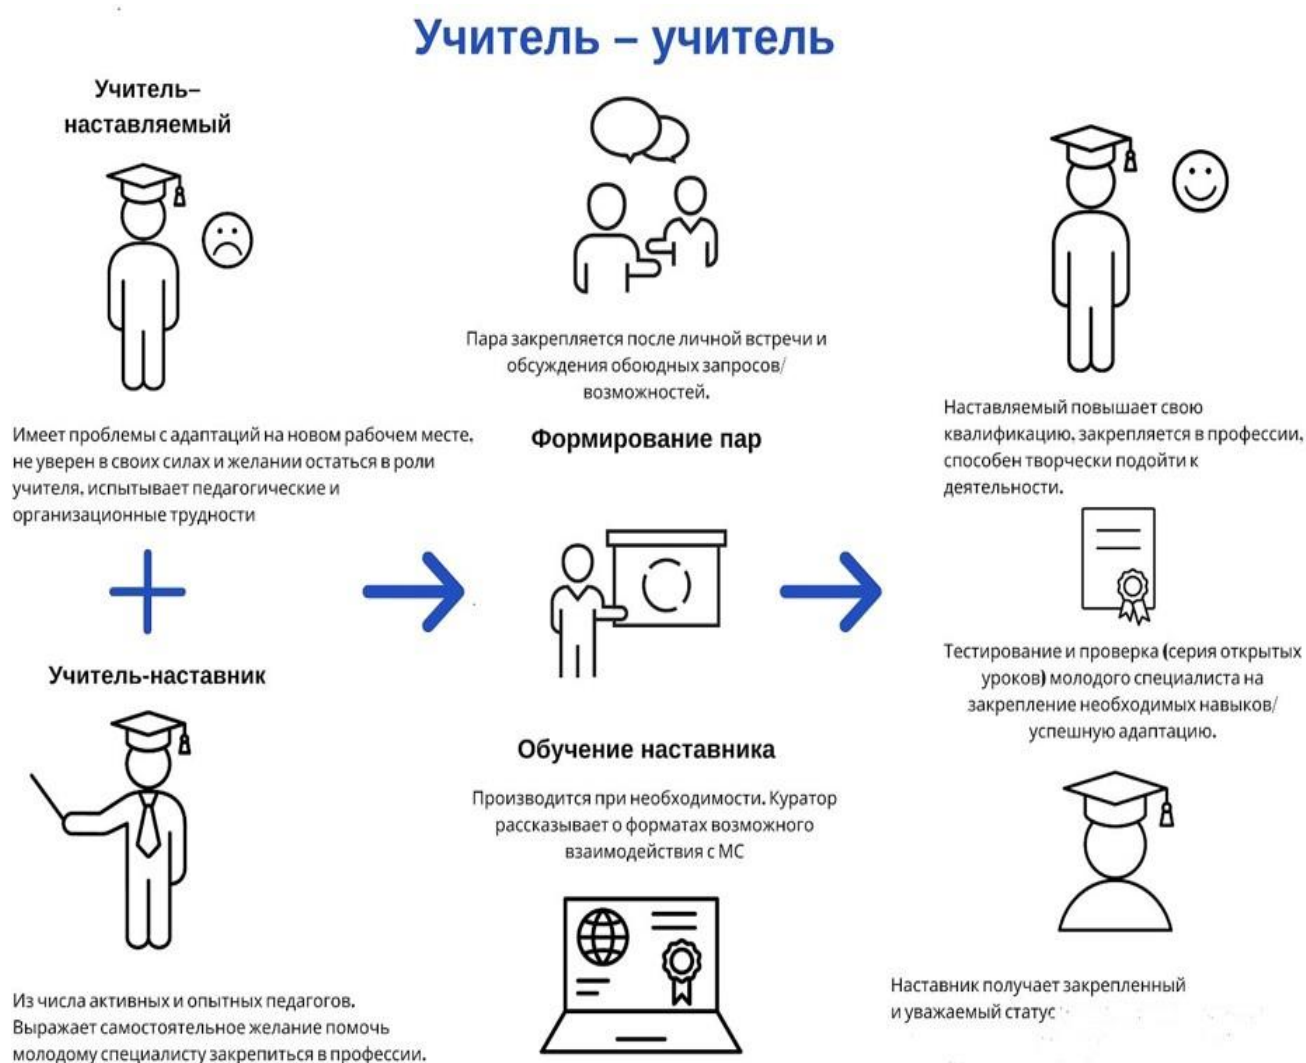 Учитель – учитель
Учитель–
наставляемый
Имеет проблемы с адаптаций на новом рабочем месте,
не уверен в своих силах и желании остаться в роли
учителя, испытывает педагогические и
организационные трудности
Учитель-наставник
Из числа активных и опытных педагогов.
Выражает самостоятельное желание помочь
молодому специалисту закрепиться в профессии.
Пара закрепляется после личной встречи и
обсуждения обоюдных запросов/
возможностей.
Формирование пар
Обучение наставника
Производится при необходимости. Куратор
рассказывает о форматах возможного
взаимодействия с МС
Наставляемый повышает свою
квалификацию, закрепляется в профессии,
способен творчески подойти к
деятельности.
Тестирование и проверка (серия открытых
уроков) молодого специалиста на
закрепление необходимых навыков/
успешную адаптацию.
Наставник получает закрепленный
и уважаемый статус